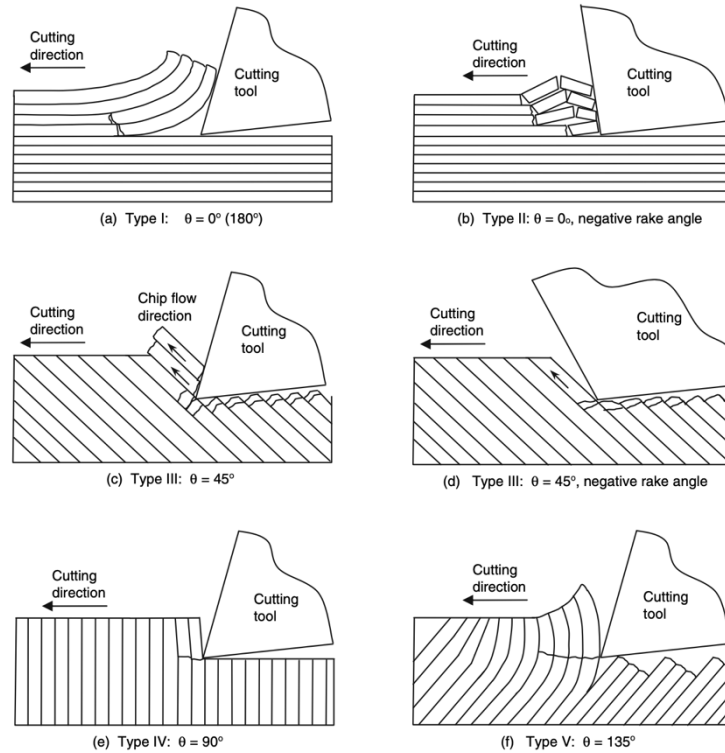 Cutting
direction
Cutting
tool
(a) Type I: θ = 0° (180°)
Cutting
direction
Cutting
tool
(b) Type II: θ = 0₀, negative rake angle
Cutting
direction
Chip flow
direction
Cutting
tool
(c) Type III: θ = 45°
Cutting
direction
Cutting
tool
(d) Type III: θ = 45°, negative rake angle
Cutting
direction
Cutting
tool
(e) Type IV: θ = 90°
Cutting
direction
Cutting
tool
(f) Type V: θ = 135°